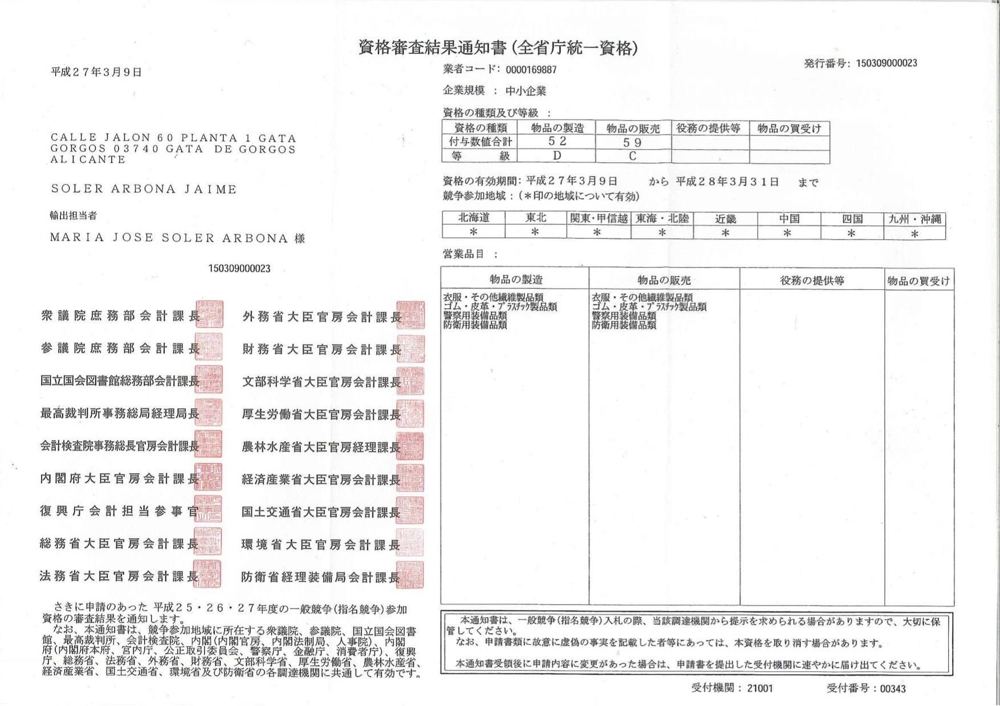 資格審査結果通知書(全省庁統一資格)
平成27年3月9日
業者コード: 0000169887
発行番号: 150309000023
企業規模 : 中小企業
資格の種類及び等級 :
資格の種類 物品の製造 物品の販売 役務の提供等 物品の買受け
付与数値合計 52 59
等級 D C
CALLE JALON 60 PLANTA 1 GATA
GORGOS 03740 GATA DE GORGOS
ALICANTE
SOLER ARBONA JAIME
輸出担当者
MARIA JOSE SOLER ARBONA 様
150309000023
資格の有効期間: 平成27年3月9日 から 平成28年3月31日 まで
競争参加地域 : (*印の地域について有効)
北海道 東北 関東・甲信越 東海・北陸 近畿 中国 四国 九州・沖縄
* * * * * * * *
営業品目 :
物品の製造 物品の販売 役務の提供等 物品の買受け
衣服・その他繊維製品類 衣服・その他繊維製品類
ゴム・皮革・プラスチック製品類 ゴム・皮革・プラスチック製品類
警察用装備品類 警察用装備品類
防衛用装備品類 防衛用装備品類
衆議院庶務部会計課長 外務省大臣官房会計課長
参議院庶務部会計課長 財務省大臣官房会計課長
国立国会図書館総務部会計課長 文部科学省大臣官房会計課長
最高裁判所事務総局経理局長 厚生労働省大臣官房会計課長
会計検査院事務総長官房会計課長 農林水産省大臣官房経理課長
内閣府大臣官房会計課長 経済産業省大臣官房会計課長
復興庁会計担当参事官 国土交通省大臣官房会計課長
総務省大臣官房会計課長 環境省大臣官房会計課長
法務省大臣官房会計課長 防衛省経理装備局会計課長
さきに申請のあった 平成25・26・27年度の一般競争(指名競争)参加
資格の審査結果を通知します。
なお、本通知書は、競争参加地域に所在する衆議院、参議院、国立国会図書
館、最高裁判所、会計検査院、内閣(内閣官房、内閣法制局、人事院)、内閣
府(内閣府本府、宮内庁、公正取引委員会、警察庁、金融庁、消費者庁)、復興
庁、総務省、法務省、外務省、財務省、文部科学省、厚生労働省、農林水産省、
経済産業省、国土交通省、環境省及び防衛省の各調達機関に共通して有効です。
本通知書は、一般競争(指名競争)入札の際、当該調達機関から提示を求められる場合がありますので、大切に保
管してください。
なお、申請書類に故意に虚偽の事実を記載した者等にあっては、本資格を取り消す場合があります。
本通知書受領後に申請内容に変更があった場合は、申請書を提出した受付機関に速やかに届け出てください。
受付機関 : 21001 受付番号 : 00343